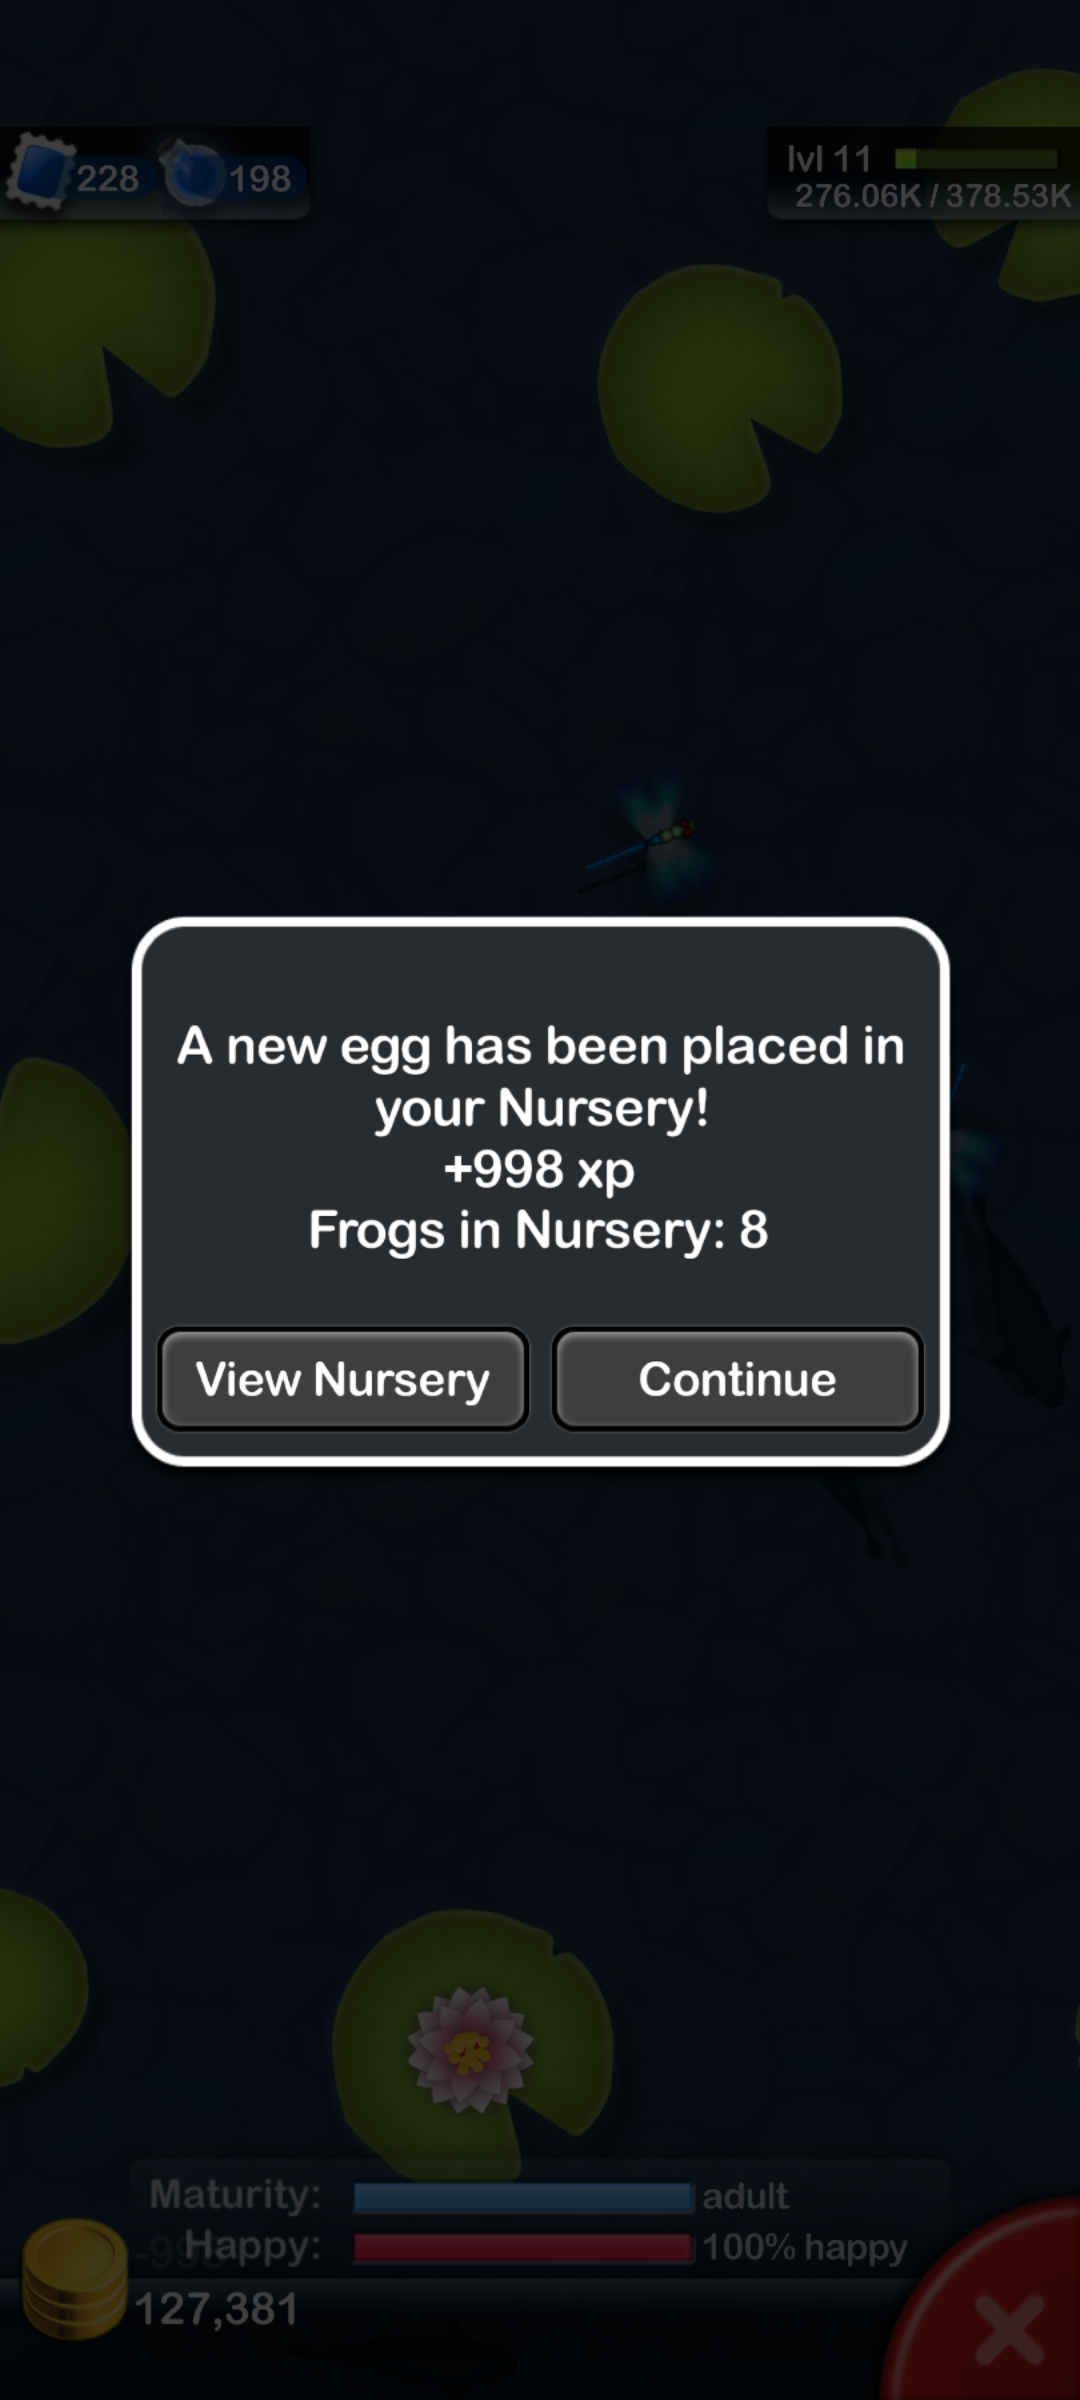 228 198
lvl 11
276.06K / 378.53K
A new egg has been placed in
your Nursery!
+998 xp
Frogs in Nursery: 8
View Nursery
Continue
Maturity: adult
Happy: 100% happy
127,381